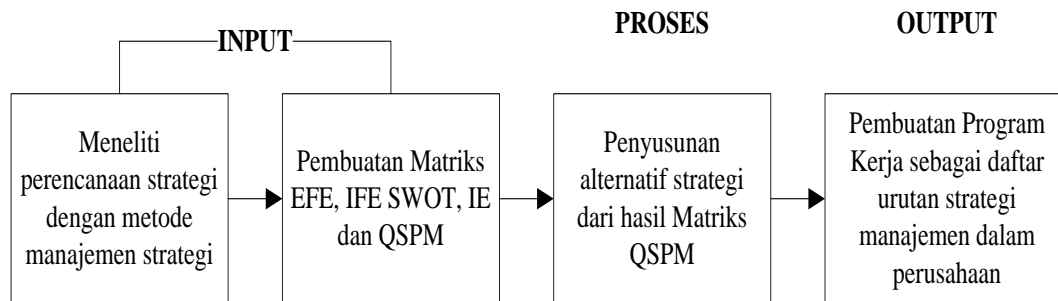 PROSES
OUTPUT
INPUT
Meneliti
perencanaan strategi
dengan metode
manajemen strategi
Pembuatan Matriks
EFE, IFE SWOT, IE
dan QSPM
Penyusunan
alternatif strategi
dari hasil Matriks
QSPM
Pembuatan Program
Kerja sebagai daftar
urutan strategi
manajemen dalam
perusahaan